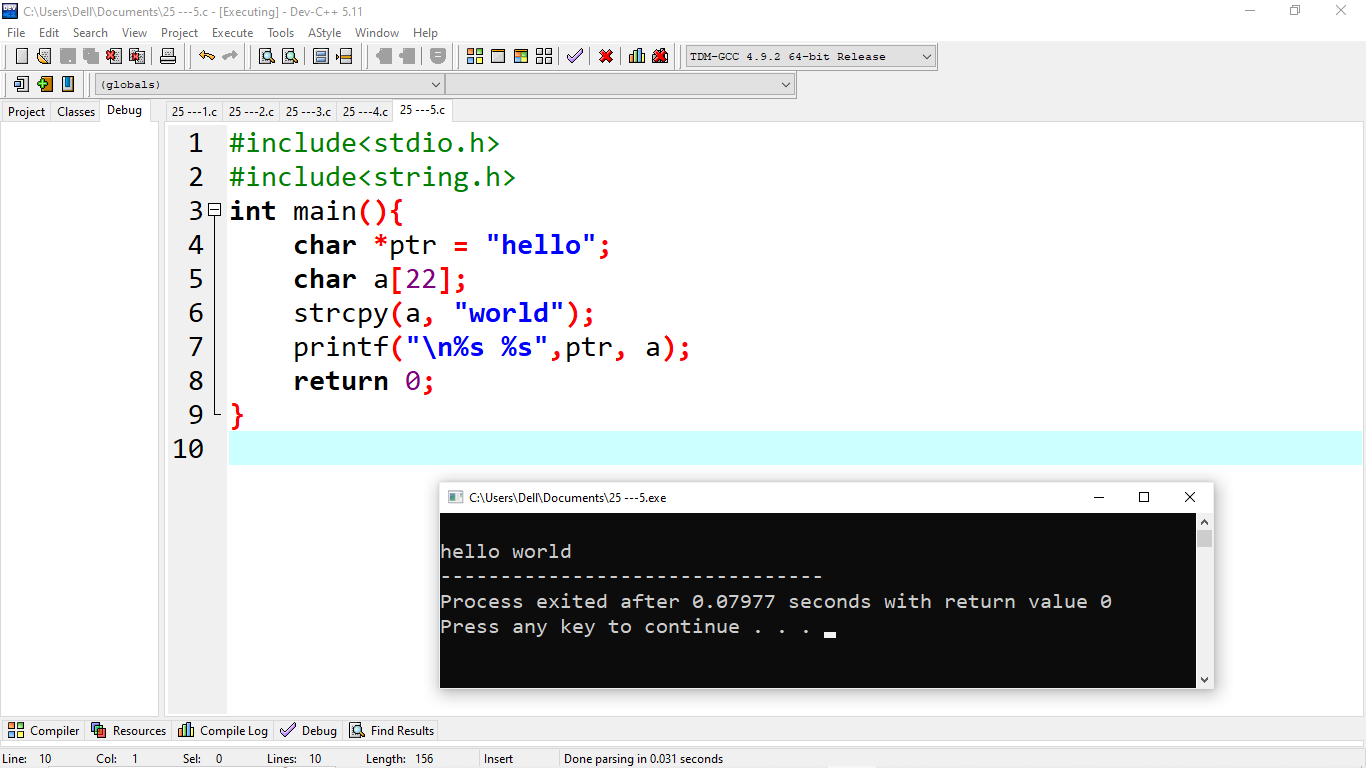 C:\Users\Dell\Documents\25 ---5.c - [Executing] - Dev-C++ 5.11
File Edit Search View Project Execute Tools AStyle Window Help
TDM-GCC 4.9.2 64-bit Release
(globals)
Project Classes Debug 25 ---1.c 25 ---2.c 25 ---3.c 25 ---4.c 25 ---5.c
1 #include<stdio.h>
2 #include<string.h>
3 int main(){
4 char *ptr = "hello";
5 char a[22];
6 strcpy(a, "world");
7 printf("\n%s %s",ptr, a);
8 return 0;
9 }
10
C:\Users\Dell\Documents\25 ---5.exe
hello world
--------------------------------
Process exited after 0.07977 seconds with return value 0
Press any key to continue . . .
Compiler Resources Compile Log Debug Find Results
Line: 10 Col: 1 Sel: 0 Lines: 10 Length: 156 Insert Done parsing in 0.031 seconds